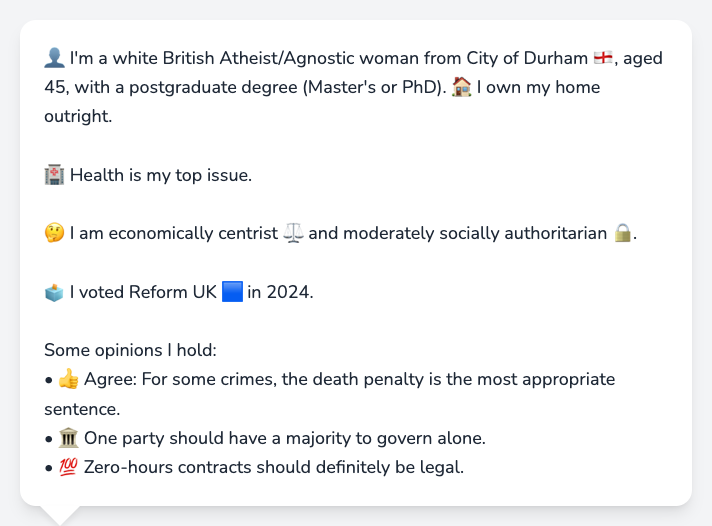 👤 I'm a white British Atheist/Agnostic woman from City of Durham 🏴󠁧󠁢󠁥󠁮󠁧󠁿, aged
45, with a postgraduate degree (Master's or PhD). 🏠 I own my home
outright.
🏥 Health is my top issue.
🤔 I am economically centrist ⚖️ and moderately socially authoritarian 🔒.
🗳️ I voted Reform UK 🟦 in 2024.
Some opinions I hold:
• 👍 Agree: For some crimes, the death penalty is the most appropriate
sentence.
• 🏛️ One party should have a majority to govern alone.
• 💯 Zero-hours contracts should definitely be legal.